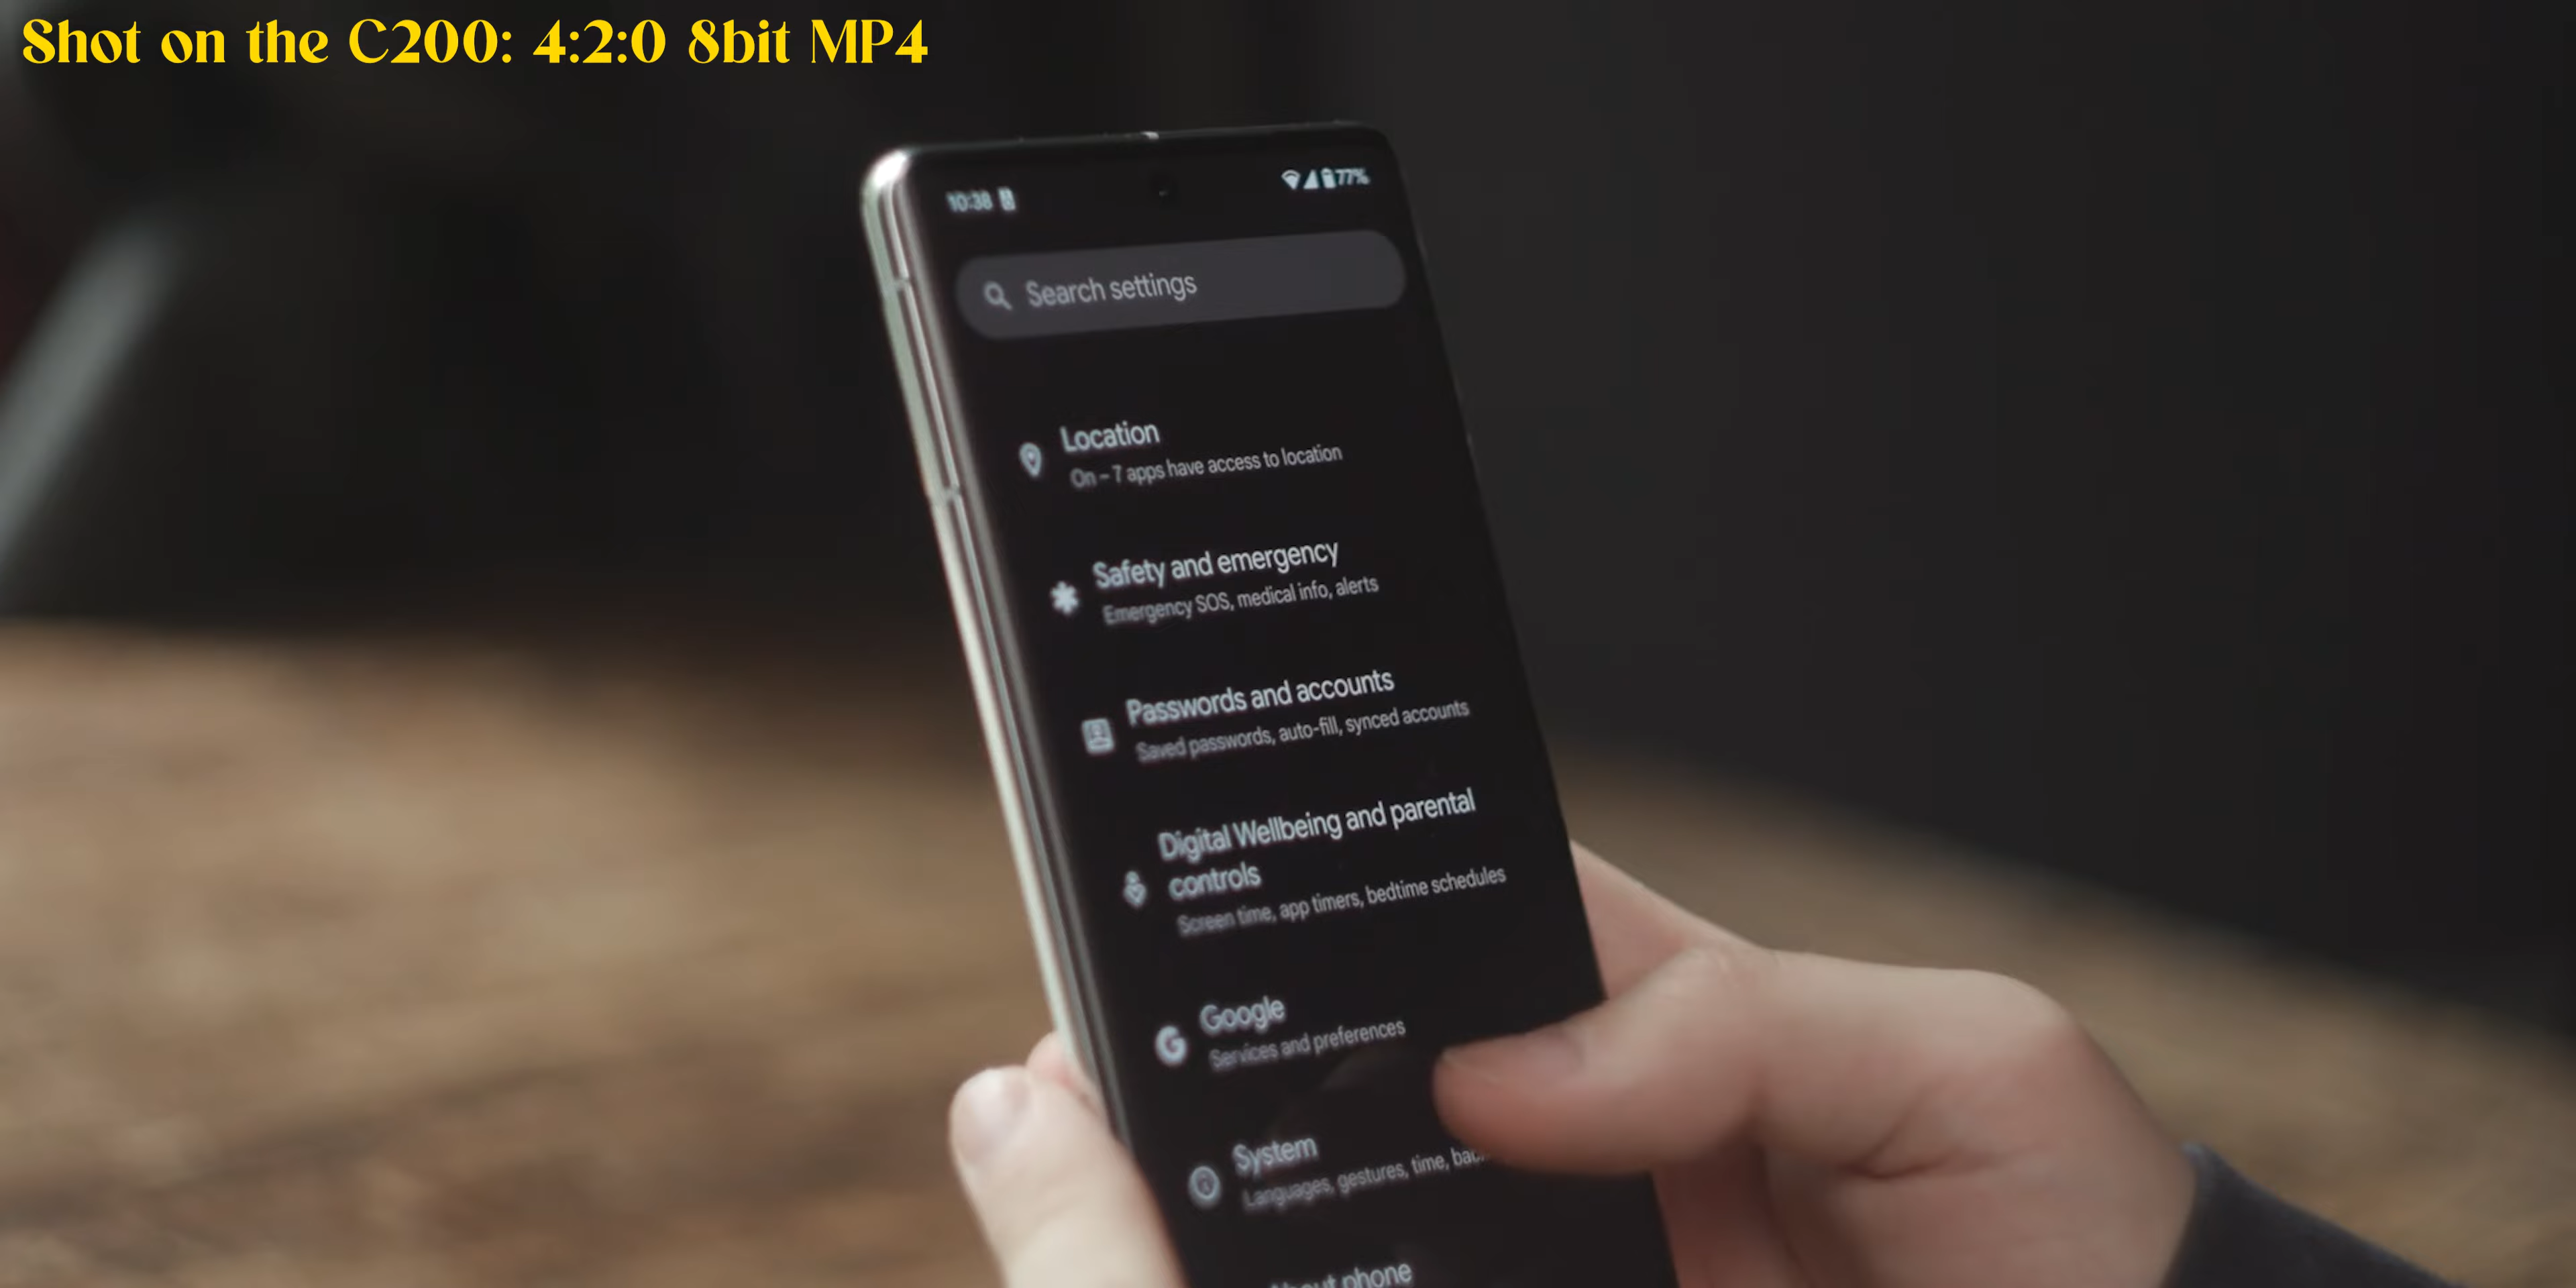 Shot on the C200: 4:2:0 8bit MP4
10:38
77%
Search settings
Location
On – 7 apps have access to location
Safety and emergency
Emergency SOS, medical info, alerts
Passwords and accounts
Saved passwords, auto-fill, synced accounts
Digital Wellbeing and parental
controls
Screen time, app timers, bedtime schedules
Google
Services and preferences
System
Languages, gestures, time,
phone